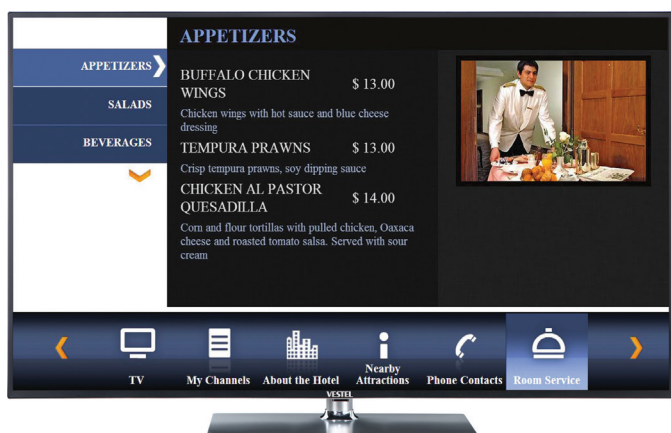 APPETIZERS
APPETIZERS
SALADS
BEVERAGES
BUFFALO CHICKEN
WINGS
$ 13.00
Chicken wings with hot sauce and blue cheese
dressing
TEMPURA PRAWNS
$ 13.00
Crisp tempura prawns, soy dipping
sauce
CHICKEN AL PASTOR
QUESADILLA
$ 14.00
Corn and flour tortillas with pulled chicken, Oaxaca
cheese and roasted tomato salsa. Served with sour
cream
TV
My Channels
About the Hotel
Nearby
Attractions
Phone Contacts
Room Service
VESTEL